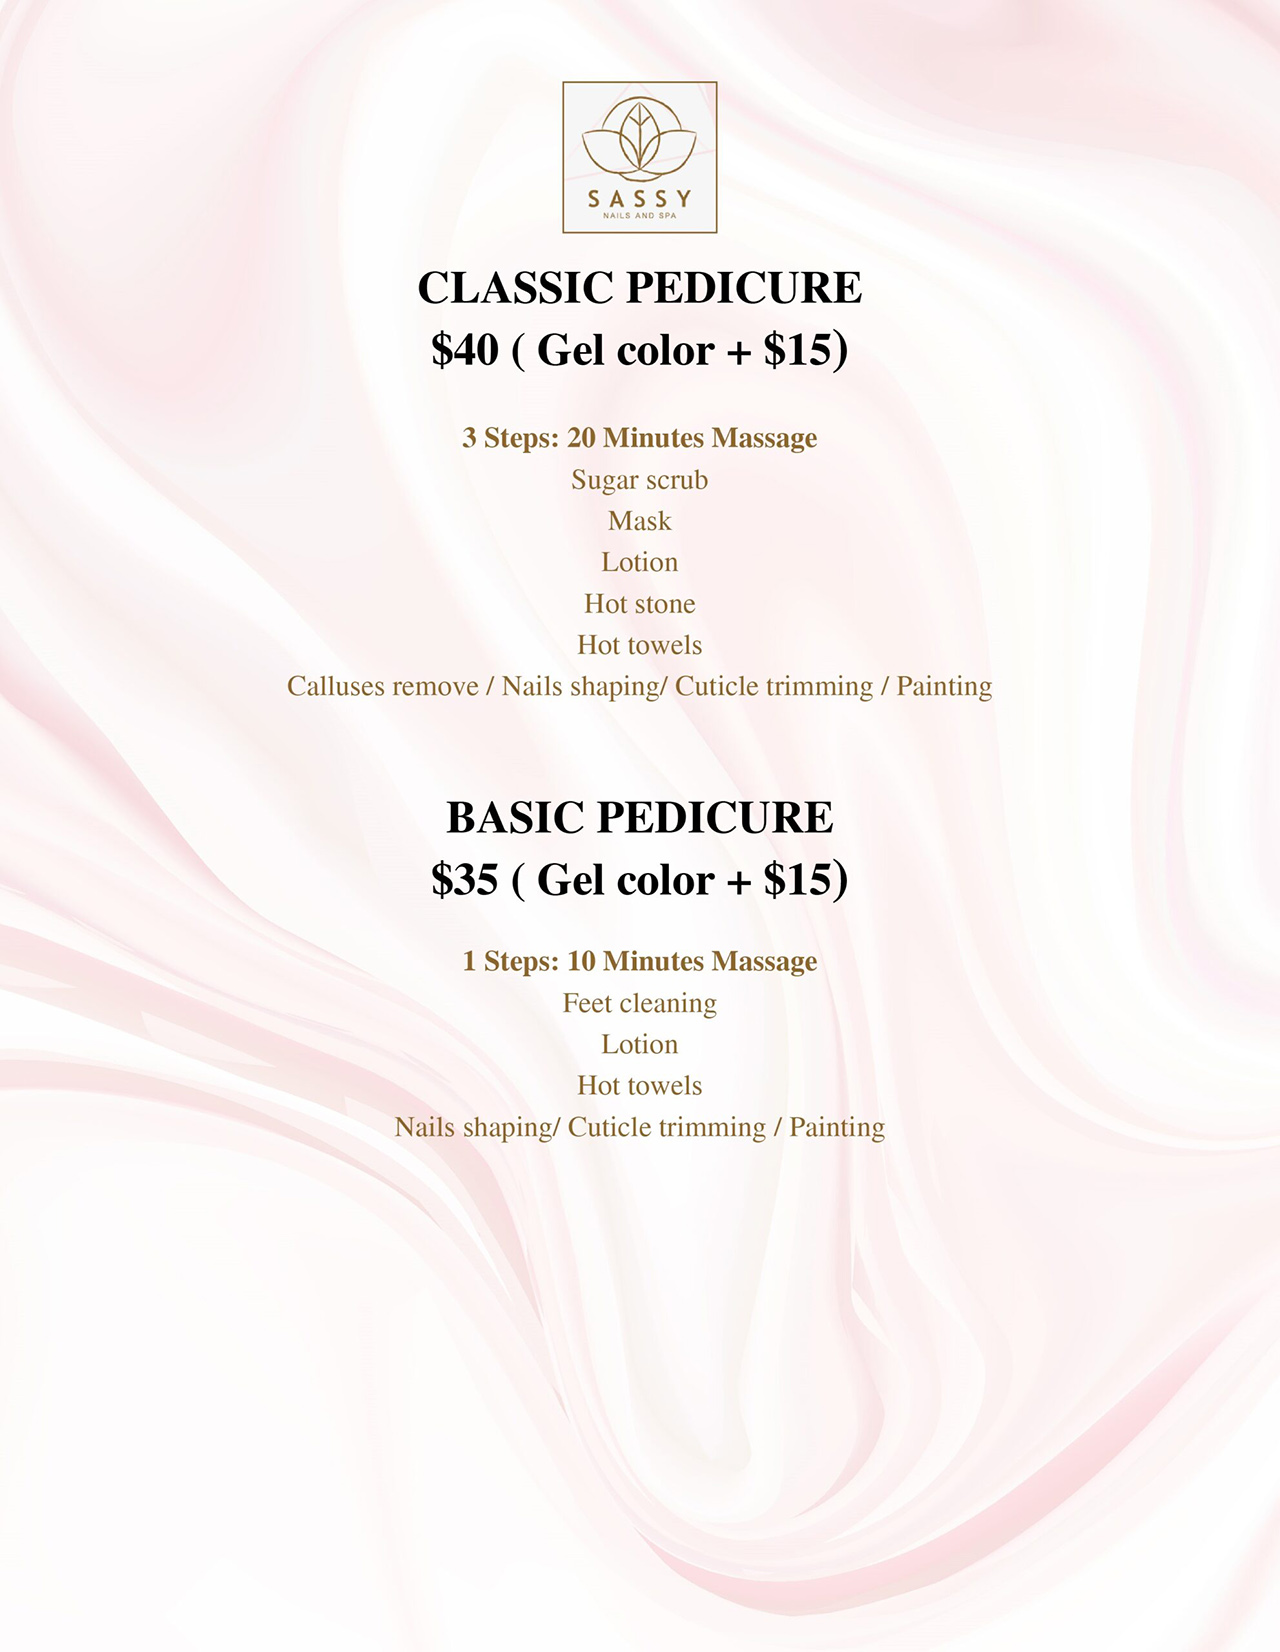 SASSY
NAILS AND SPA
CLASSIC PEDICURE
$40 ( Gel color + $15)
3 Steps: 20 Minutes Massage
Sugar scrub
Mask
Lotion
Hot stone
Hot towels
Calluses remove / Nails shaping/ Cuticle trimming / Painting
BASIC PEDICURE
$35 ( Gel color + $15)
1 Steps: 10 Minutes Massage
Feet cleaning
Lotion
Hot towels
Nails shaping/ Cuticle trimming / Painting